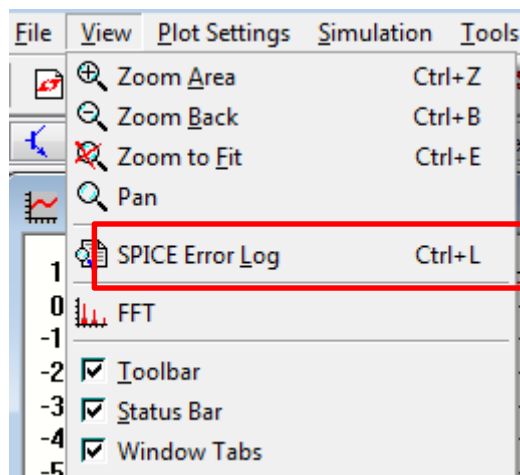 File View Plot Settings Simulation Tools
Zoom Area Ctrl+Z
Zoom Back Ctrl+B
Zoom to Fit Ctrl+E
Pan
SPICE Error Log Ctrl+L
1
0
FFT
-1
-2
Toolbar
-3
Status Bar
-4
Window Tabs
-5